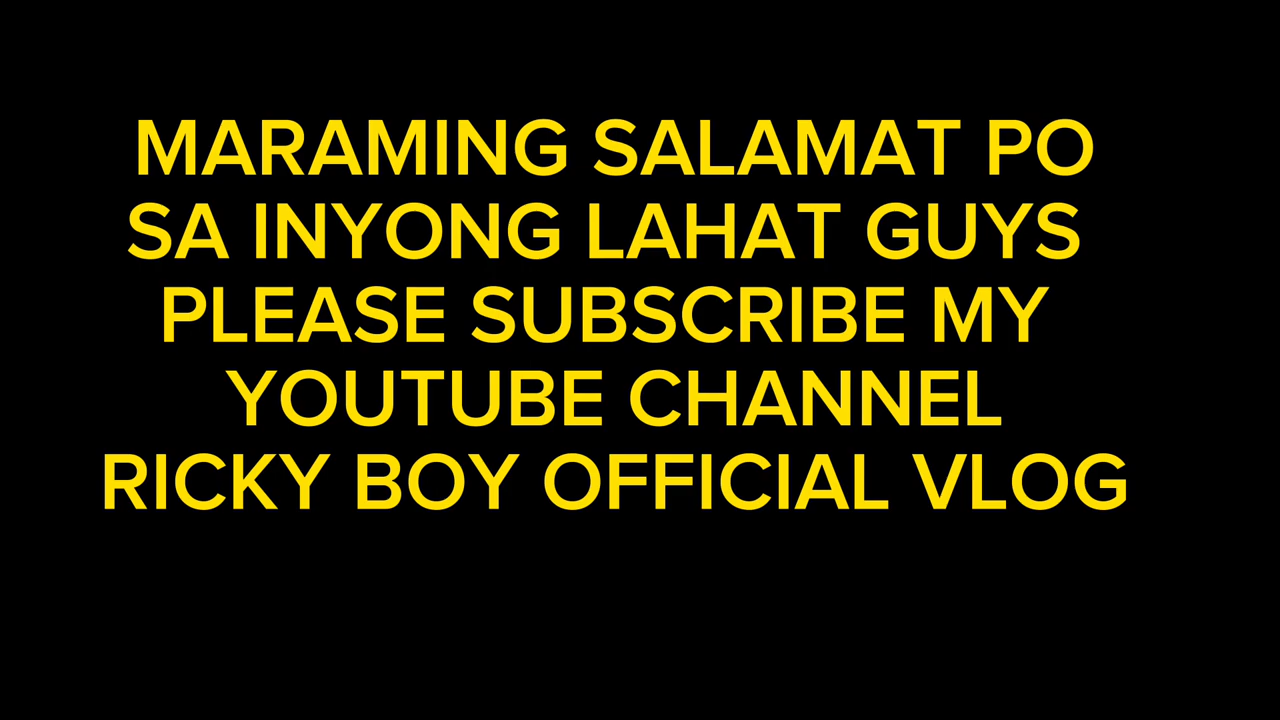 MARAMING SALAMAT PO
SA INYONG LAHAT GUYS
PLEASE SUBSCRIBE MY
YOUTUBE CHANNEL
RICKY BOY OFFICIAL VLOG